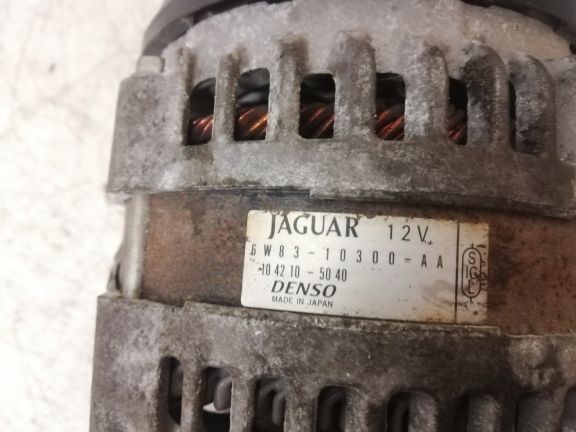 JAGUAR 12V
6W83-10300-AA
104210-5040
DENSO
MADE IN JAPAN